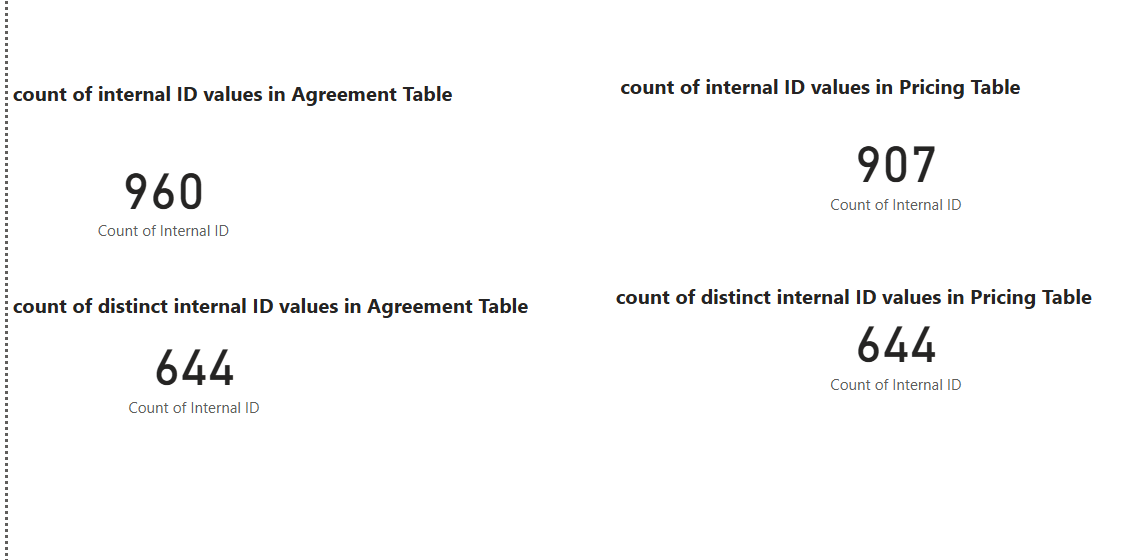 count of internal ID values in Agreement Table
960
Count of Internal ID
count of distinct internal ID values in Agreement Table
644
Count of Internal ID
count of internal ID values in Pricing Table
907
Count of Internal ID
count of distinct internal ID values in Pricing Table
644
Count of Internal ID